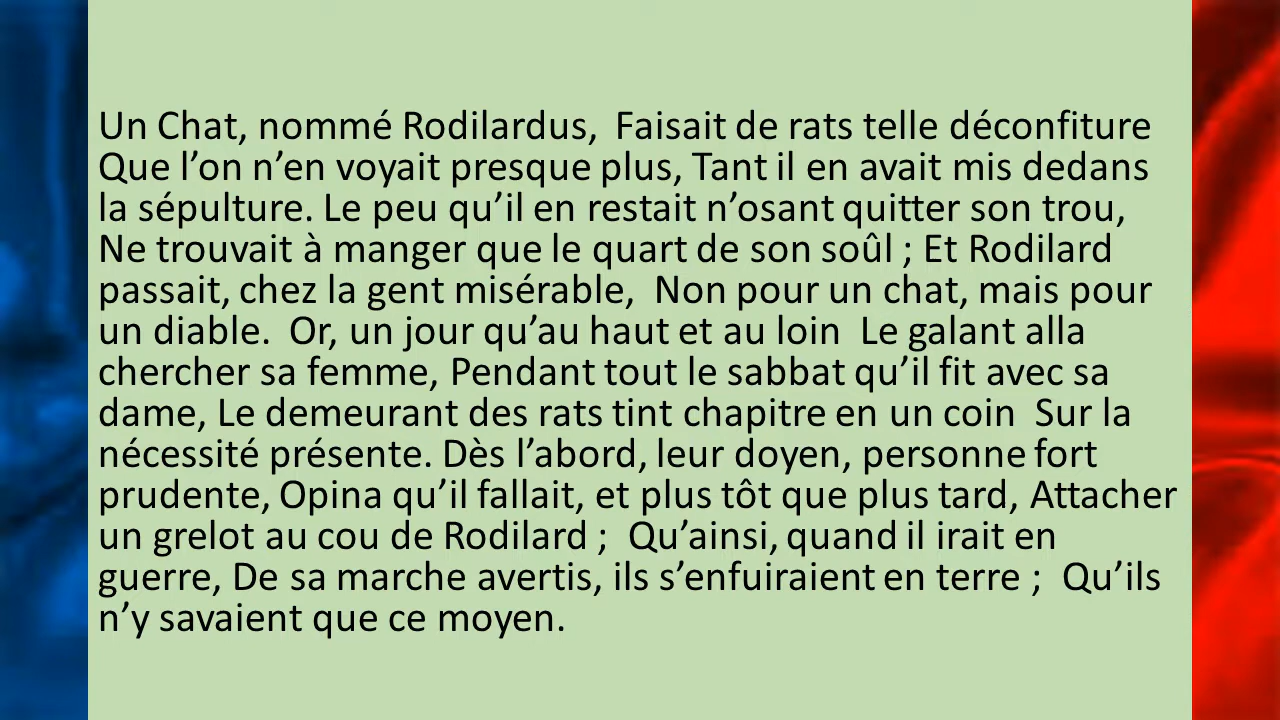 Un Chat, nommé Rodilardus,  Faisait de rats telle déconfiture
Que l’on n’en voyait presque plus, Tant il en avait mis dedans
la sépulture. Le peu qu’il en restait n’osant quitter son trou,
Ne trouvait à manger que le quart de son soûl ; Et Rodilard
passait, chez la gent misérable,  Non pour un chat, mais pour
un diable.  Or, un jour qu’au haut et au loin  Le galant alla
chercher sa femme, Pendant tout le sabbat qu’il fit avec sa
dame, Le demeurant des rats tint chapitre en un coin  Sur la
nécessité présente. Dès l’abord, leur doyen, personne fort
prudente, Opina qu’il fallait, et plus tôt que plus tard, Attacher
un grelot au cou de Rodilard ;  Qu’ainsi, quand il irait en
guerre, De sa marche avertis, ils s’enfuiraient en terre ;  Qu’ils
n’y savaient que ce moyen.